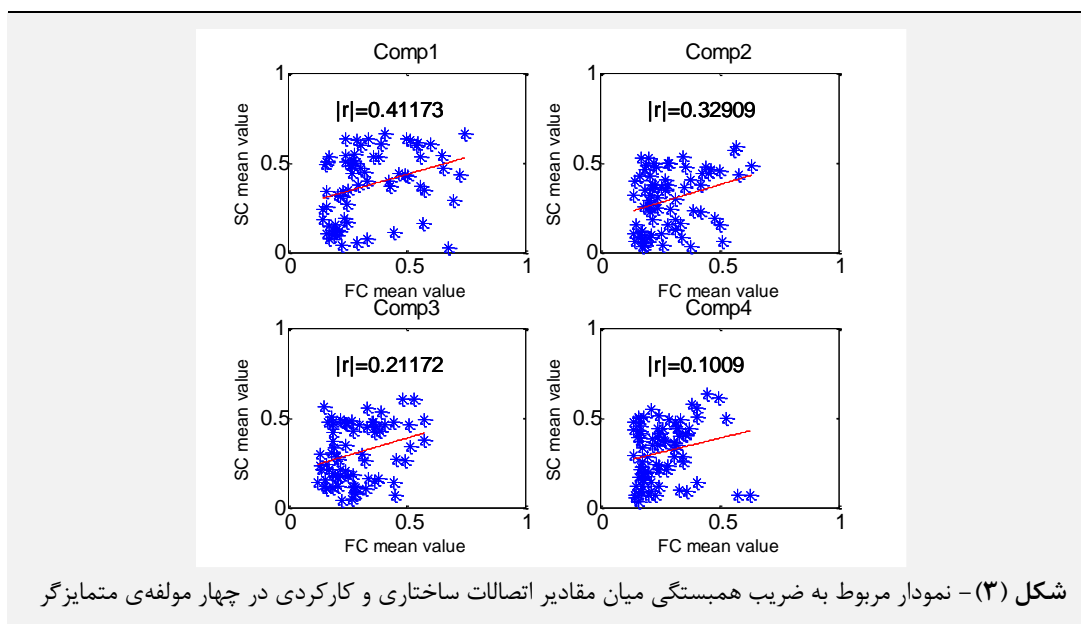 Comp1
1
|r|=0.41173
0.5
SC mean value
0
0 0.5 1
FC mean value
Comp2
1
|r|=0.32909
0.5
SC mean value
0
0 0.5 1
FC mean value
Comp3
1
|r|=0.21172
0.5
SC mean value
0
0 0.5 1
FC mean value
Comp4
1
|r|=0.1009
0.5
SC mean value
0
0 0.5 1
FC mean value
شکل (۳)- نمودار مربوط به ضریب همبستگی میان مقادیر اتصالات ساختاری و کارکردی در چهار مولفه‌ی متمایزگر